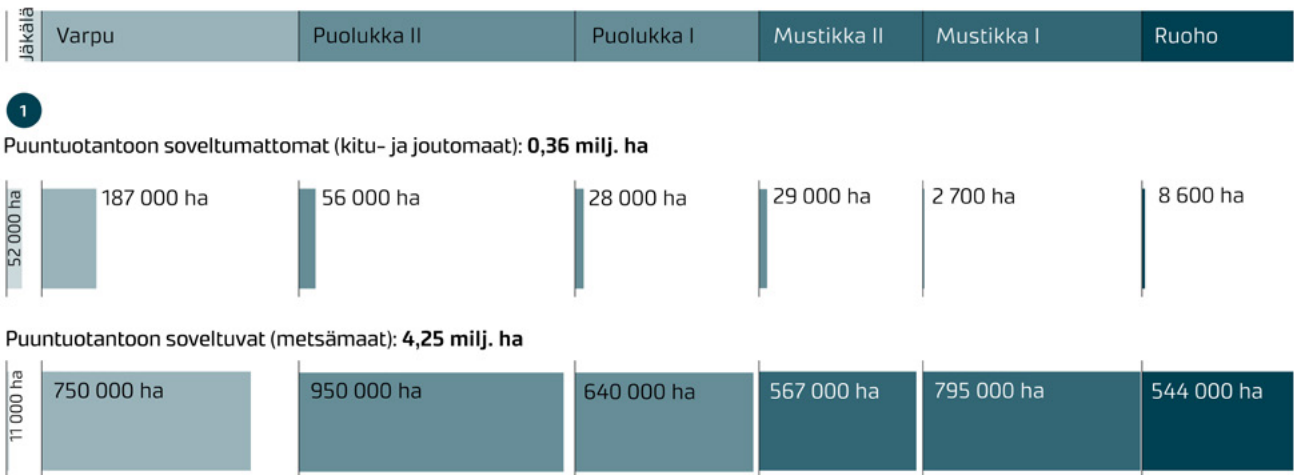 Jäkälä Varpu Puolukka II Puolukka I Mustikka II Mustikka I Ruoho
1
Puuntuotantoon soveltumattomat (kitu- ja joutomaat): 0,36 milj. ha
52 000 ha 187 000 ha 56 000 ha 28 000 ha 29 000 ha 2 700 ha 8 600 ha
Puuntuotantoon soveltuvat (metsämaat): 4,25 milj. ha
11 000 ha 750 000 ha 950 000 ha 640 000 ha 567 000 ha 795 000 ha 544 000 ha